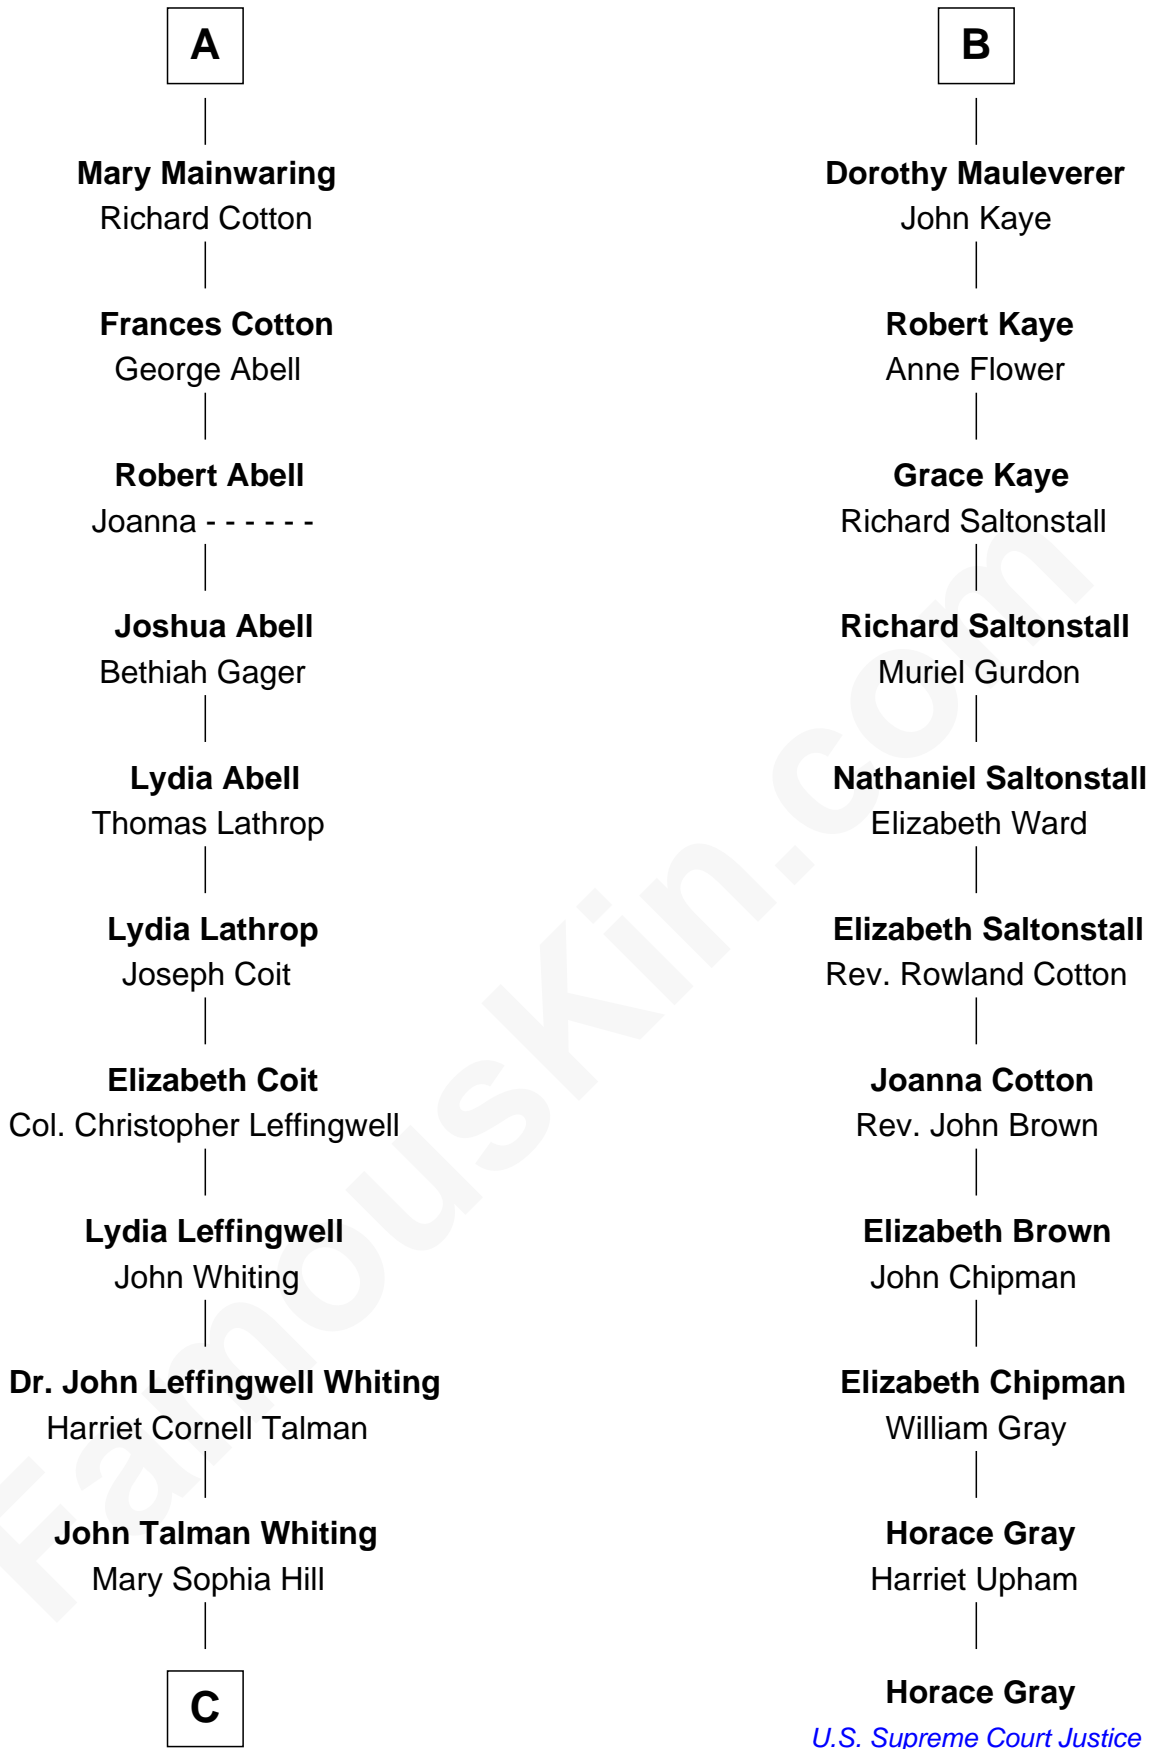 A
Mary Mainwaring
Richard Cotton
Frances Cotton
George Abell
Robert Abell
Joanna - - - - - -
Joshua Abell
Bethiah Gager
Lydia Abell
Thomas Lathrop
Lydia Lathrop
Joseph Coit
Elizabeth Coit
Col. Christopher Leffingwell
Lydia Leffingwell
John Whiting
Dr. John Leffingwell Whiting
Harriet Cornell Talman
John Talman Whiting
Mary Sophia Hill
C
B
Dorothy Mauleverer
John Kaye
Robert Kaye
Anne Flower
Grace Kaye
Richard Saltonstall
Richard Saltonstall
Muriel Gurdon
Nathaniel Saltonstall
Elizabeth Ward
Elizabeth Saltonstall
Rev. Rowland Cotton
Joanna Cotton
Rev. John Brown
Elizabeth Brown
John Chipman
Elizabeth Chipman
William Gray
Horace Gray
Harriet Upham
Horace Gray
U.S. Supreme Court Justice
FamousKin.com